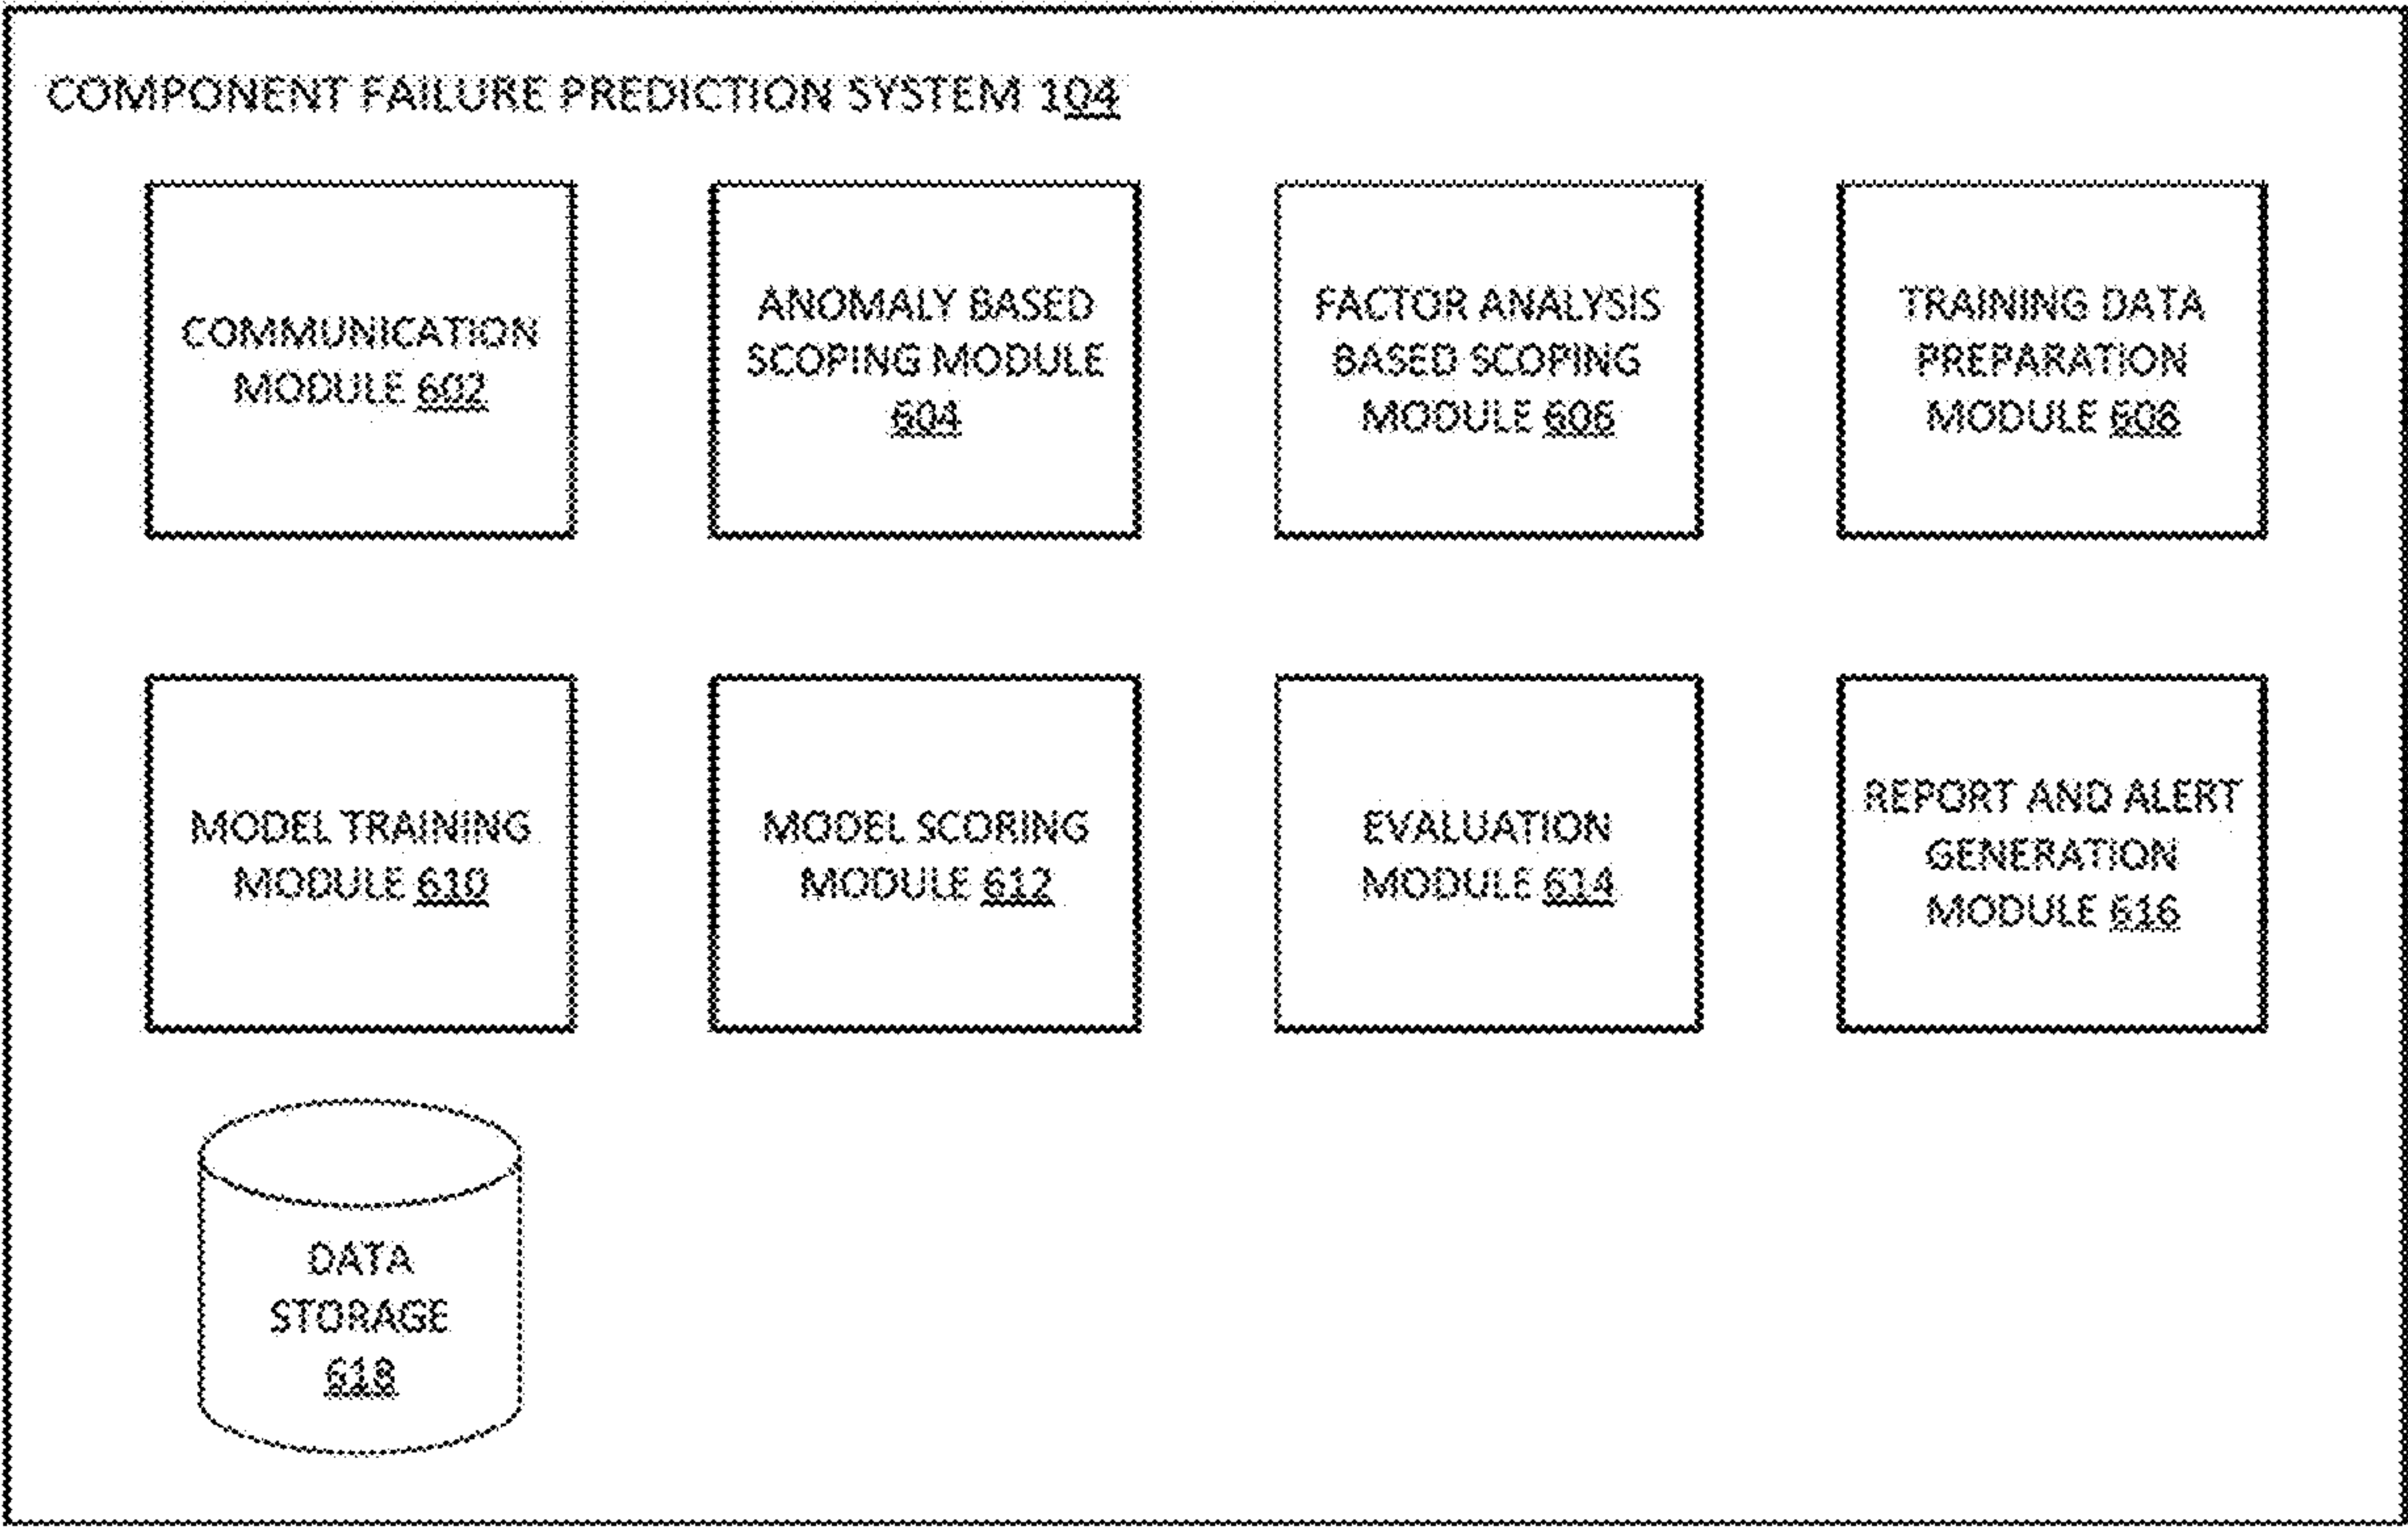 COMPONENT FAILURE PREDICTION SYSTEM 104
COMMUNICATION
MODULE 602
ANOMALY BASED
SCOPING MODULE
604
FACTOR ANALYSIS
BASED SCOPING
MODULE 606
TRAINING DATA
PREPARATION
MODULE 608
MODEL TRAINING
MODULE 610
MODEL SCORING
MODULE 612
EVALUATION
MODULE 614
REPORT AND ALERT
GENERATION
MODULE 616
DATA
STORAGE
618